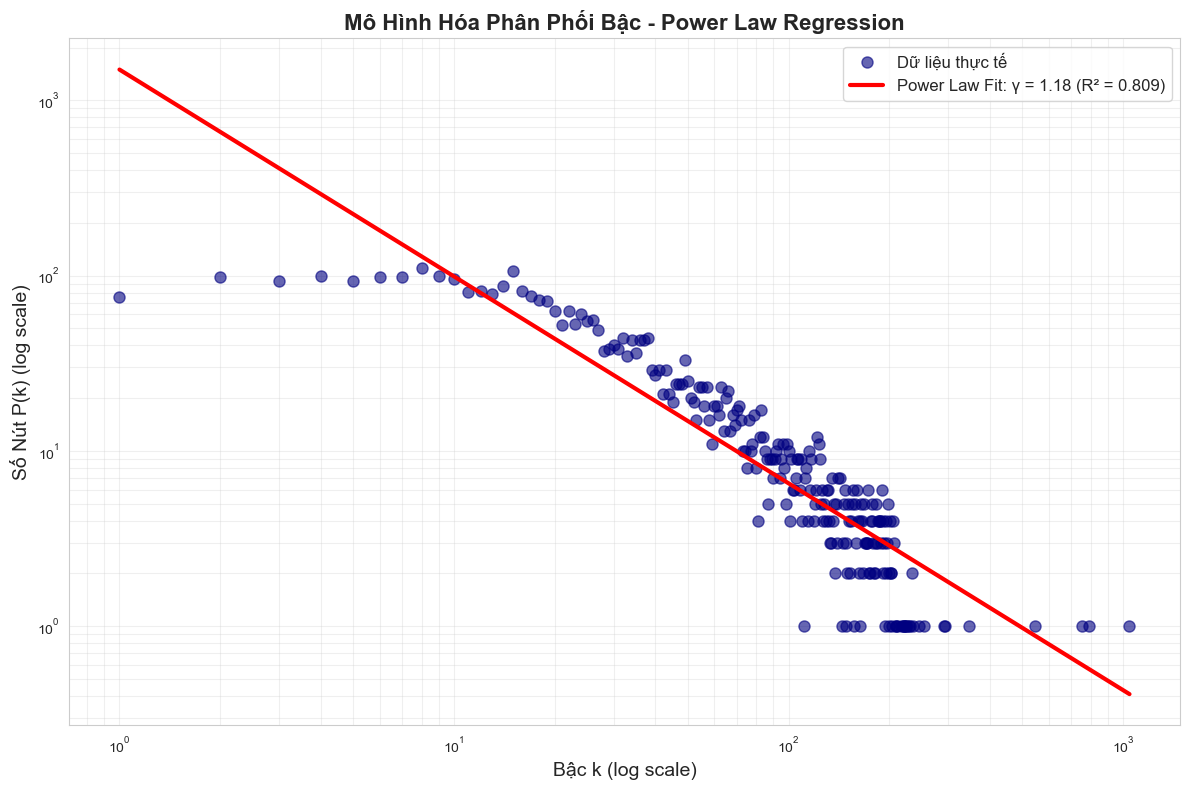 Mô Hình Hóa Phân Phối Bậc - Power Law Regression
Dữ liệu thực tế
Power Law Fit: γ = 1.18 (R² = 0.809)
Số Nút P(k) (log scale)
10³
10²
10¹
10⁰
10⁰ 10¹ 10² 10³
Bậc k (log scale)